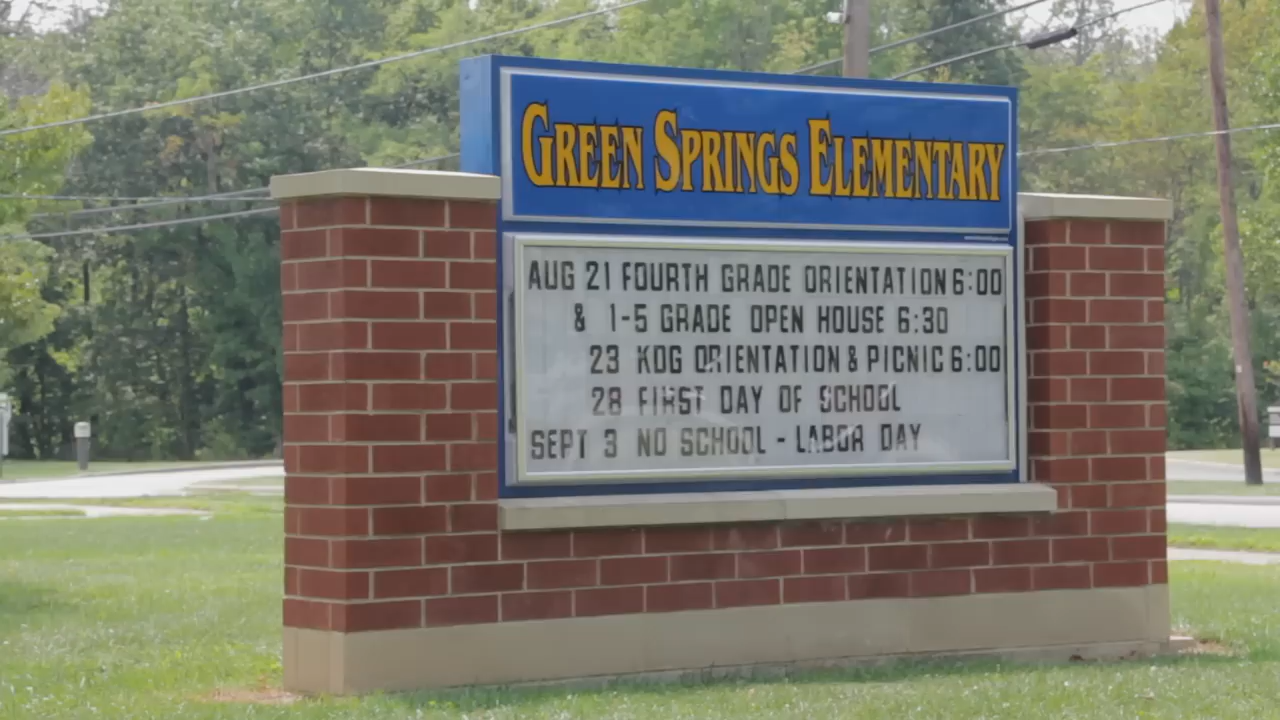 GREEN SPRINGS ELEMENTARY
AUG 21 FOURTH GRADE ORIENTATION 6:00
& 1-5 GRADE OPEN HOUSE 6:30
23 KDG ORIENTATION & PICNIC 6:00
28 FIRST DAY OF SCHOOL
SEPT 3 NO SCHOOL - LABOR DAY